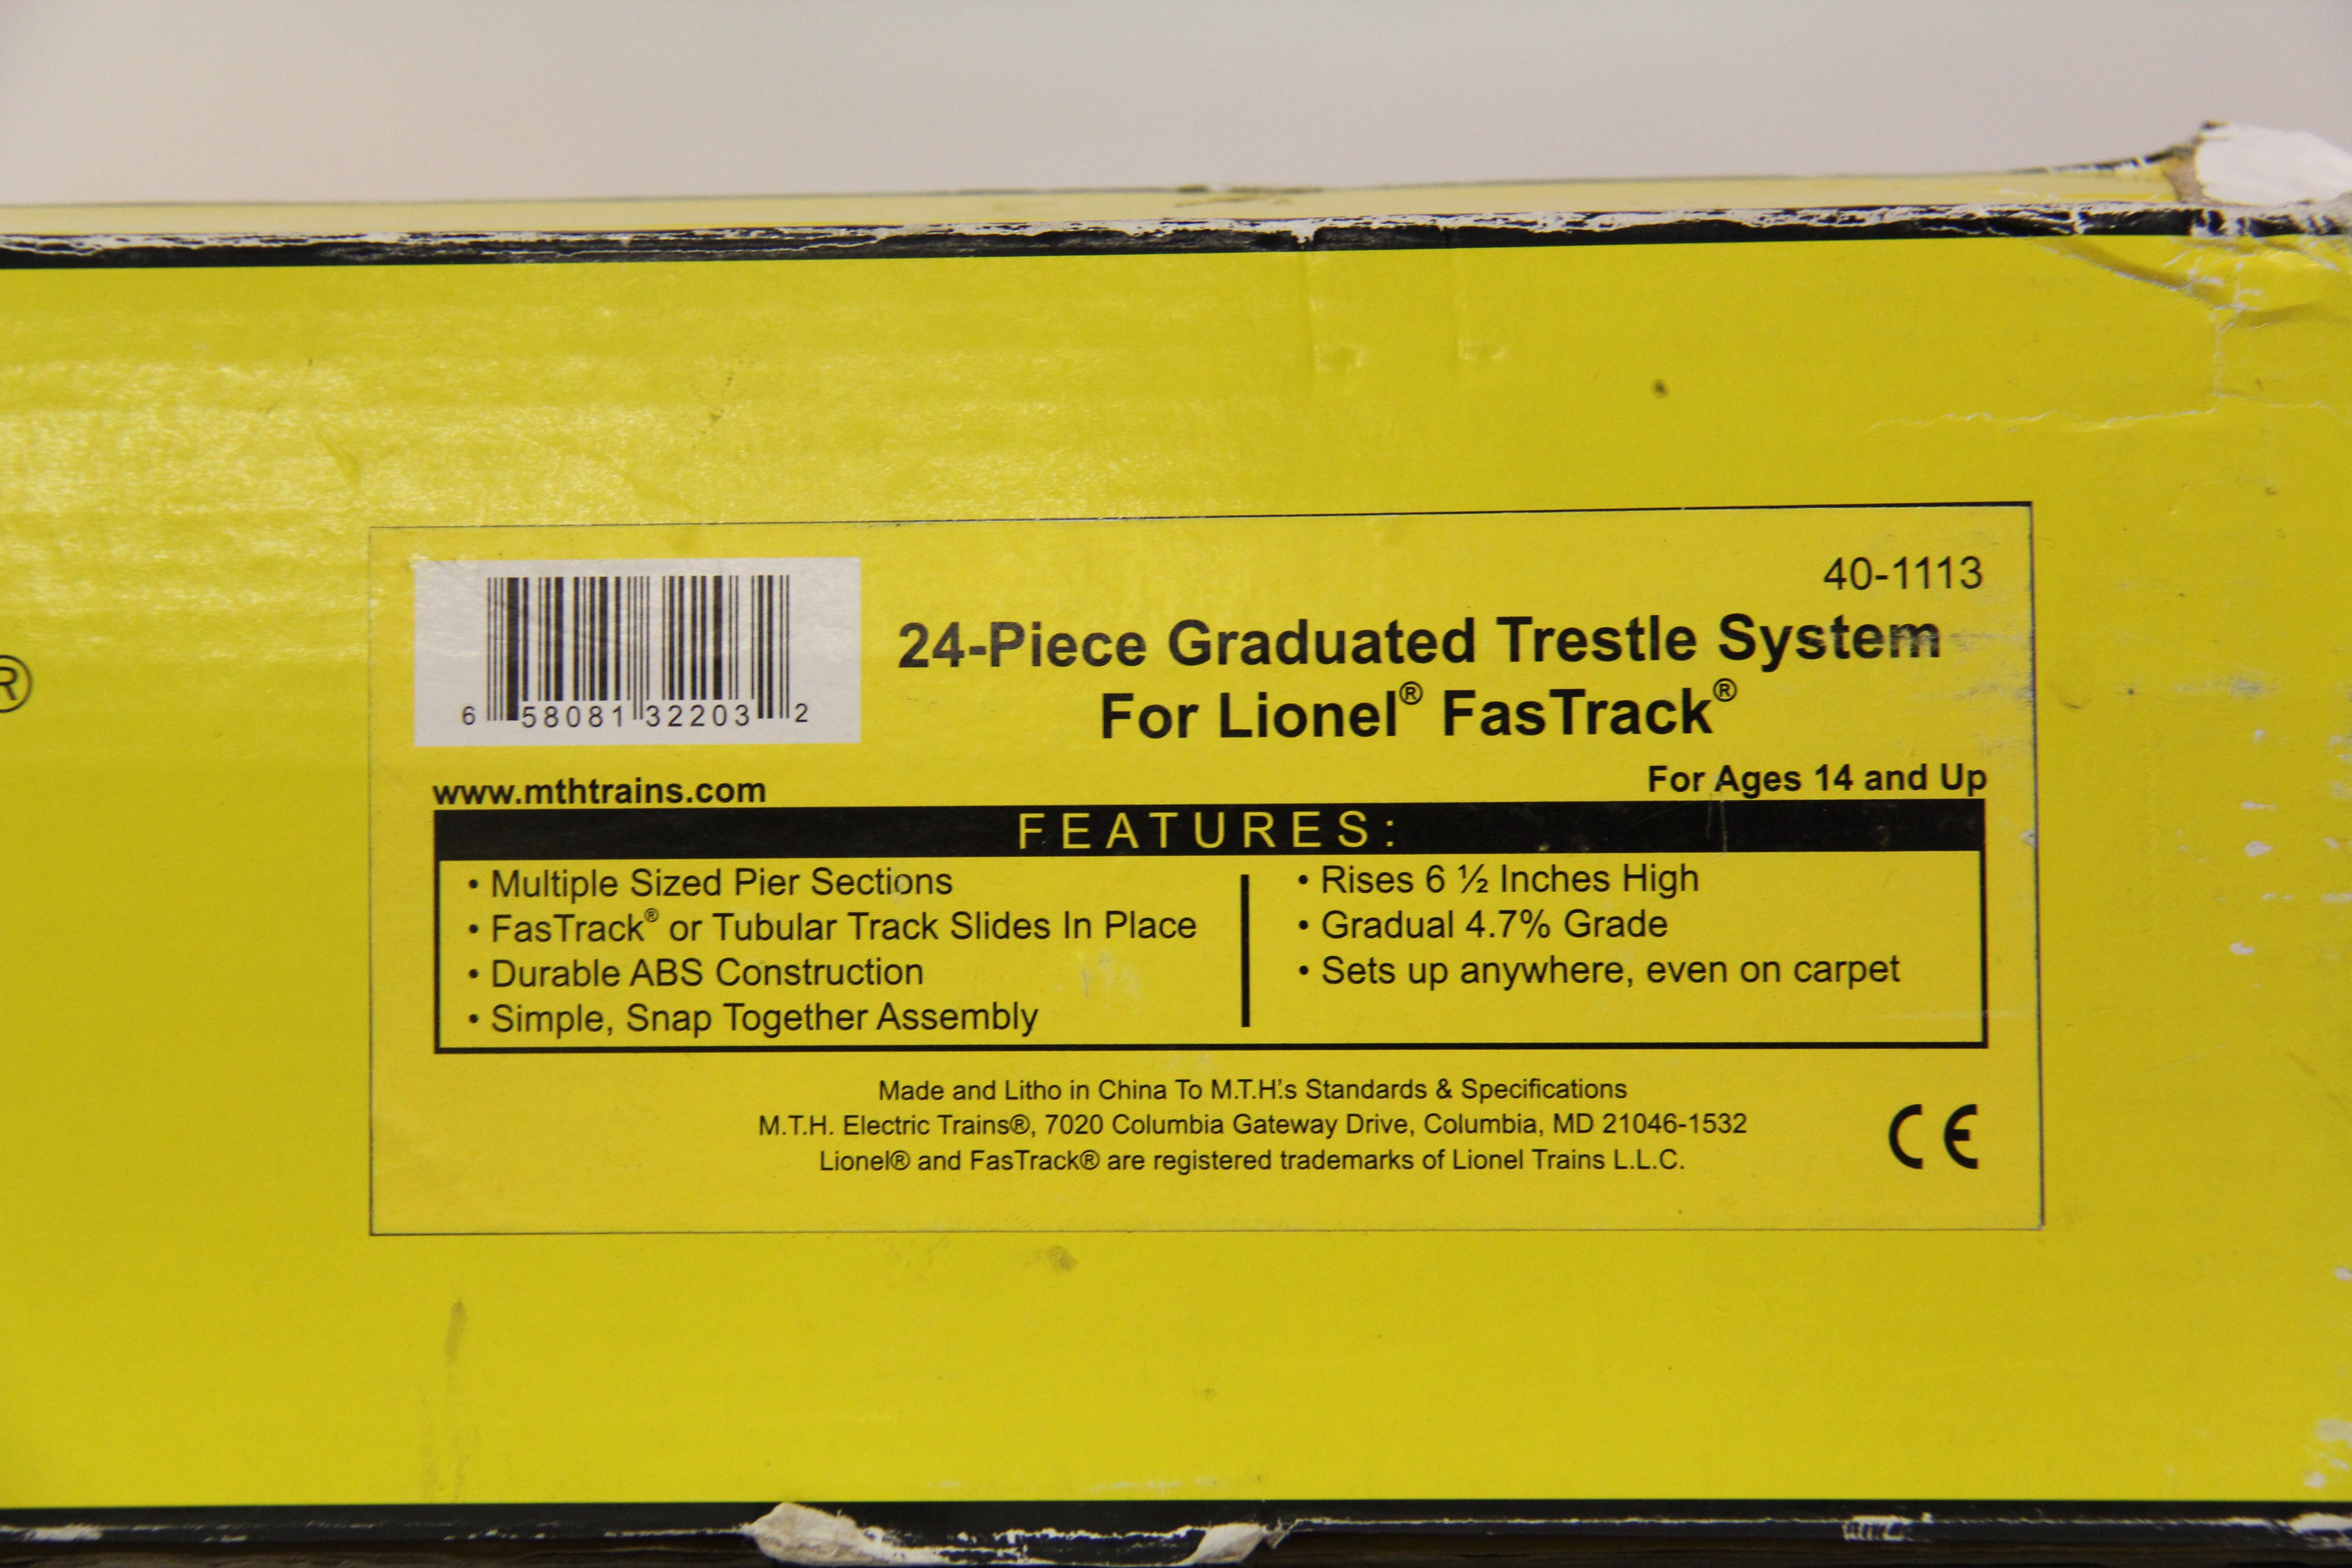 ®
6 58081 32203 2
40-1113
24-Piece Graduated Trestle System
For Lionel® FasTrack®
www.mthtrains.com
For Ages 14 and Up
FEATURES:
• Multiple Sized Pier Sections
• FasTrack® or Tubular Track Slides In Place
• Durable ABS Construction
• Simple, Snap Together Assembly
• Rises 6 ½ Inches High
• Gradual 4.7% Grade
• Sets up anywhere, even on carpet
Made and Litho in China To M.T.H.'s Standards & Specifications
M.T.H. Electric Trains®, 7020 Columbia Gateway Drive, Columbia, MD 21046-1532
Lionel® and FasTrack® are registered trademarks of Lionel Trains L.L.C.
CE